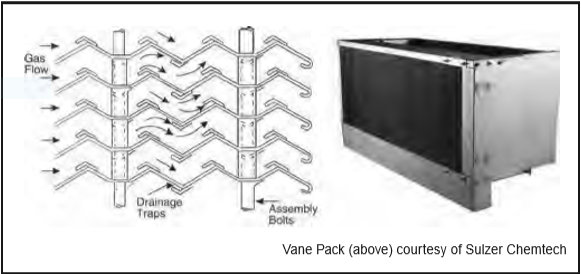 Gas
Flow
Drainage
Traps
Assembly
Bolts
Vane Pack (above) courtesy of Sulzer Chemtech